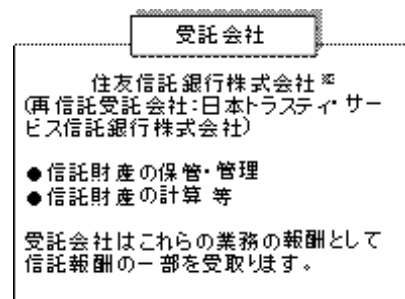 受託会社
住友信託銀行株式会社※
(再信託受託会社:日本トラスティ・サー
ビス信託銀行株式会社)
●信託財産の保管・管理
●信託財産の計算 等
受託会社はこれらの業務の報酬として
信託報酬の一部を受取ります。